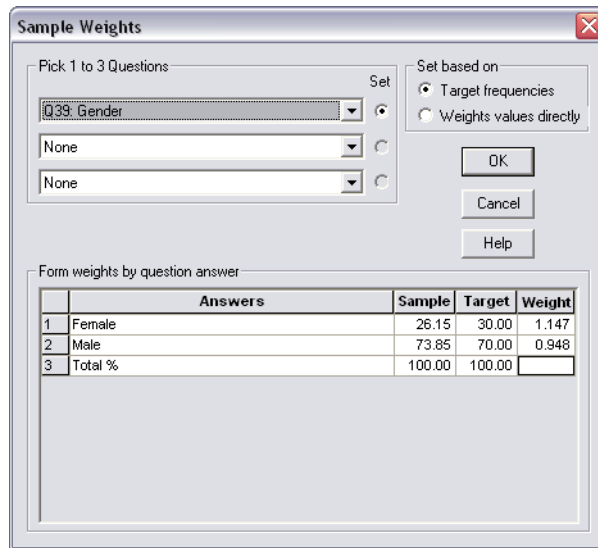 Sample Weights
Pick 1 to 3 Questions
Set
Q39: Gender
None
None
Set based on
Target frequencies
Weights values directly
OK
Cancel
Help
Form weights by question answer
Answers Sample Target Weight
1 Female 26.15 30.00 1.147
2 Male 73.85 70.00 0.948
3 Total % 100.00 100.00